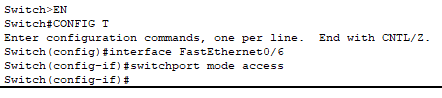 Switch>EN
Switch#CONFIG T
Enter configuration commands, one per line.  End with CNTL/Z.
Switch(config)#interface FastEthernet0/6
Switch(config-if)#switchport mode access
Switch(config-if)#